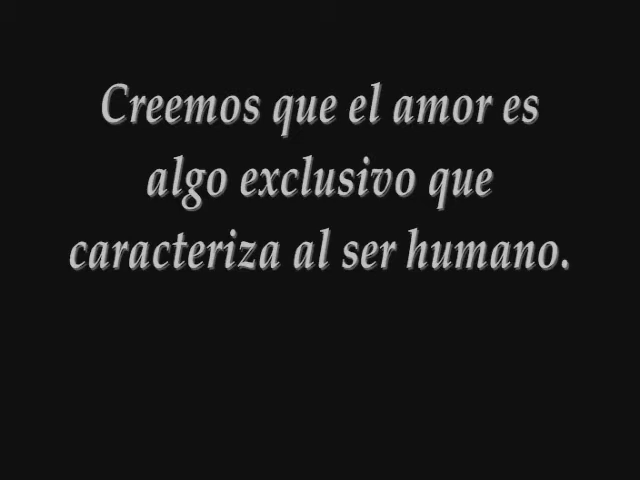 Creemos que el amor es
algo exclusivo que
caracteriza al ser humano.